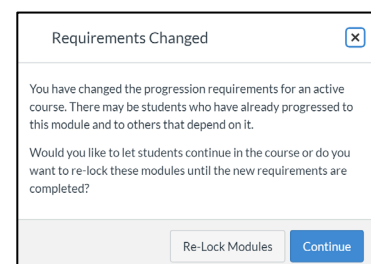 Requirements Changed
You have changed the progression requirements for an active
course. There may be students who have already progressed to
this module and to others that depend on it.
Would you like to let students continue in the course or do you
want to re-lock these modules until the new requirements are
completed?
Re-Lock Modules Continue